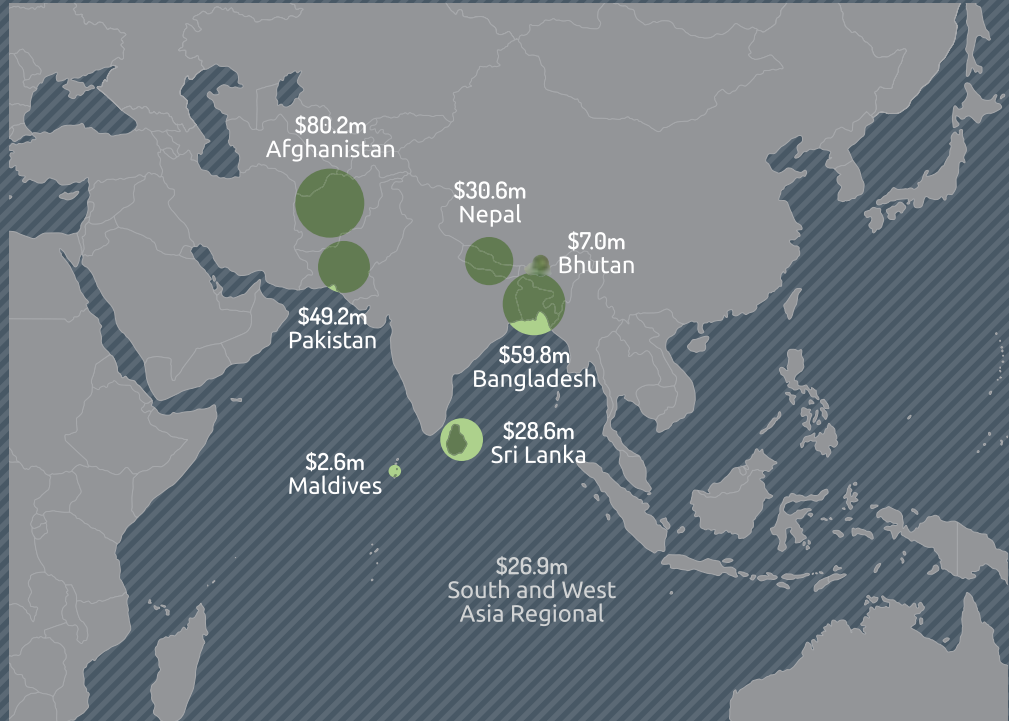 $80.2m
Afghanistan
$30.6m
Nepal
$7.0m
Bhutan
$49.2m
Pakistan
$59.8m
Bangladesh
$28.6m
Sri Lanka
$2.6m
Maldives
$26.9m
South and West
Asia Regional